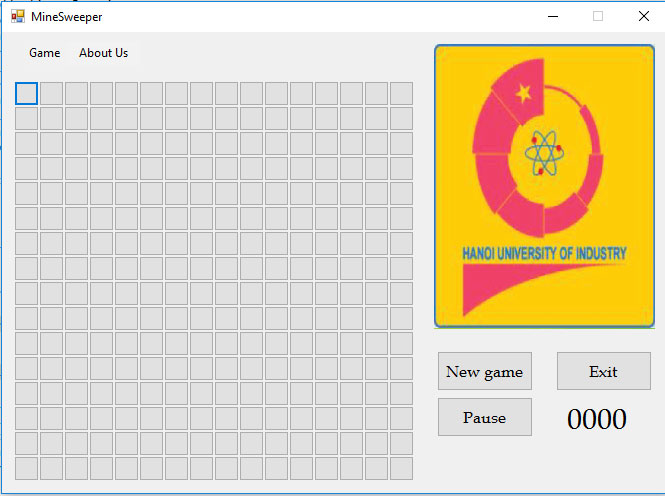 MineSweeper
Game About Us
HANOI UNIVERSITY OF INDUSTRY
New game Exit
Pause 0000